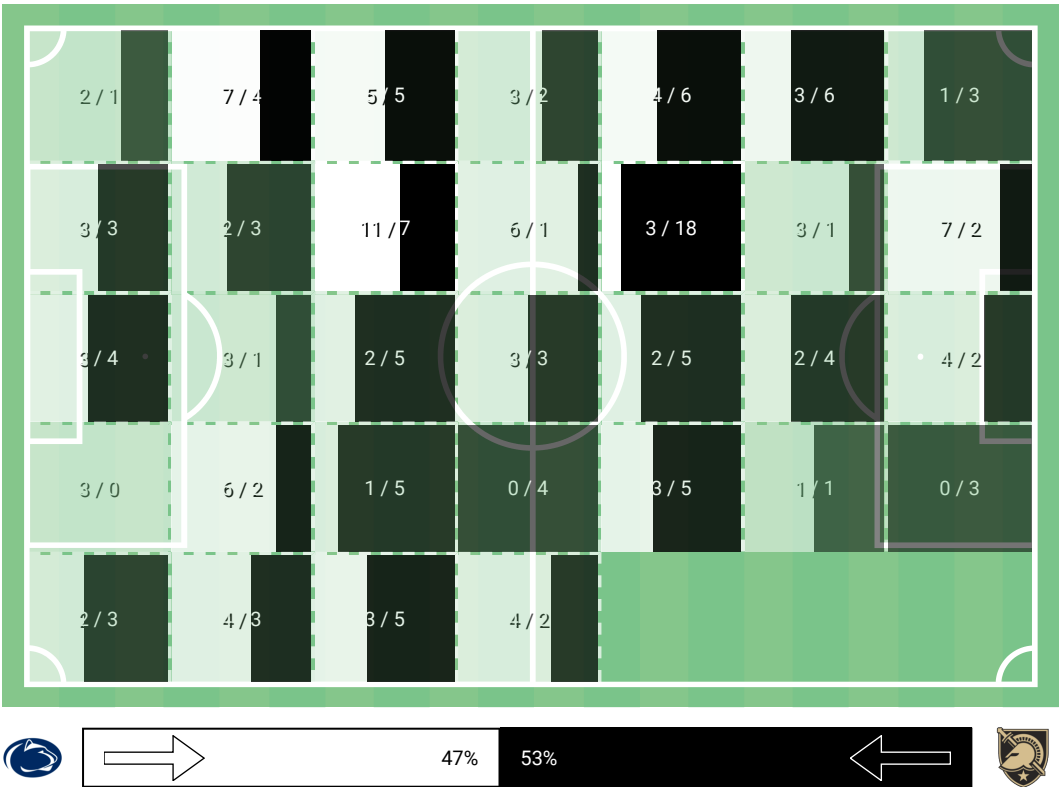 2 / 1 7 / 4 5 / 5 3 / 2 4 / 6 3 / 6 1 / 3
3 / 3 2 / 3 11 / 7 6 / 1 3 / 18 3 / 1 7 / 2
3 / 4 3 / 1 2 / 5 3 / 3 2 / 5 2 / 4 4 / 2
3 / 0 6 / 2 1 / 5 0 / 4 3 / 5 1 / 1 0 / 3
2 / 3 4 / 3 3 / 5 4 / 2
47% 53%